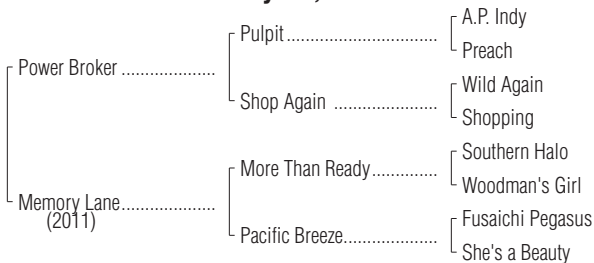 A.P. Indy
Pulpit
Preach
Power Broker
Wild Again
Shop Again
Shopping
Southern Halo
More Than Ready
Woodman's Girl
Memory Lane
(2011)
Fusaichi Pegasus
Pacific Breeze
She's a Beauty